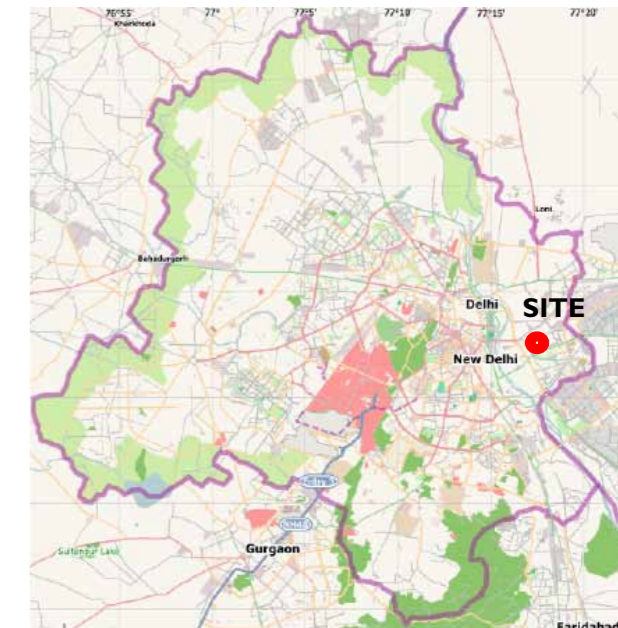 76°55'
77°
77°5'
77°10'
77°15'
77°20'
Kharkhoda
Loni
Bahadurgarh
Delhi
SITE
New Delhi
Gurgaon
Sultanpur Lake
Faridabad